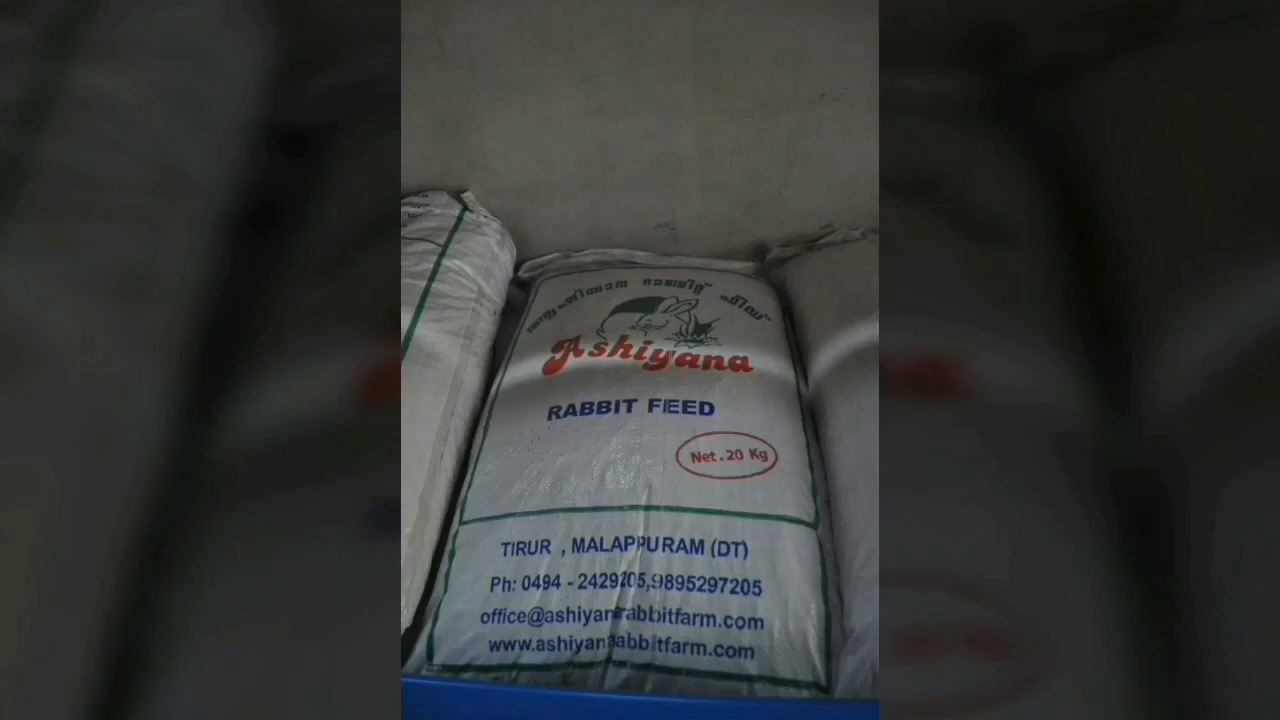 ആഷിയാന റാബിറ്റ് ഫീഡ്
Ashiyana
RABBIT FEED
Net. 20 Kg
TIRUR , MALAPPURAM (DT)
Ph: 0494 - 2429205,9895297205
office@ashiyanarabbitfarm.com
www.ashiyanarabbitfarm.com